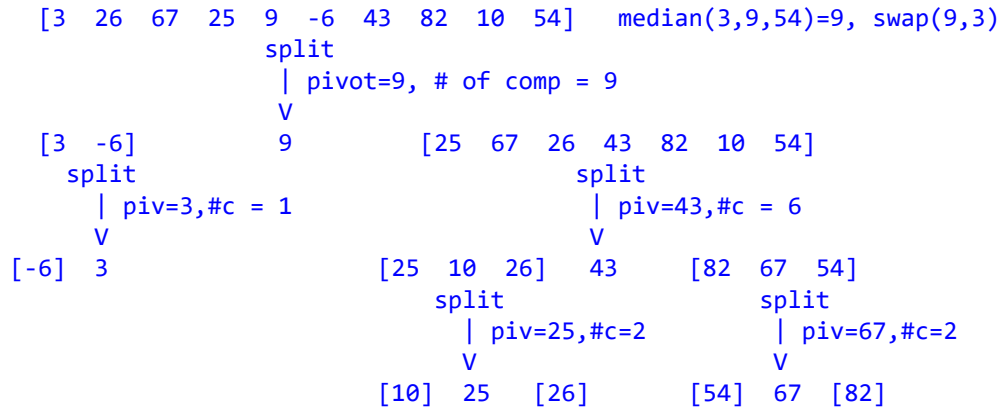 [3 26 67 25 9 -6 43 82 10 54] median(3,9,54)=9, swap(9,3)
split
| pivot=9, # of comp = 9
V
[3 -6] 9 [25 67 26 43 82 10 54]
split split
| piv=3,#c = 1 | piv=43,#c = 6
V V
[-6] 3 [25 10 26] 43 [82 67 54]
split split
| piv=25,#c=2 | piv=67,#c=2
V V
[10] 25 [26] [54] 67 [82]